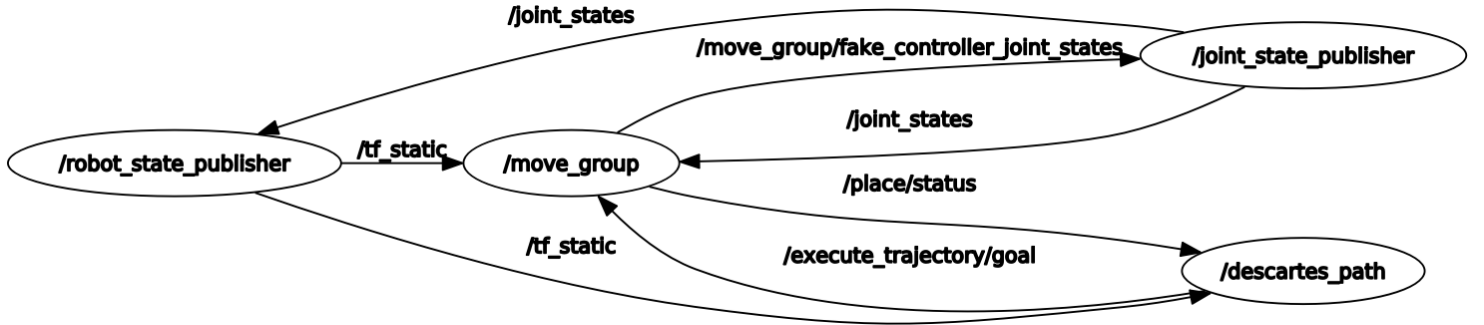 /joint_states
/move_group/fake_controller_joint_states
/joint_state_publisher
/joint_states
/robot_state_publisher
/tf_static
/move_group
/place/status
/tf_static
/execute_trajectory/goal
/descartes_path